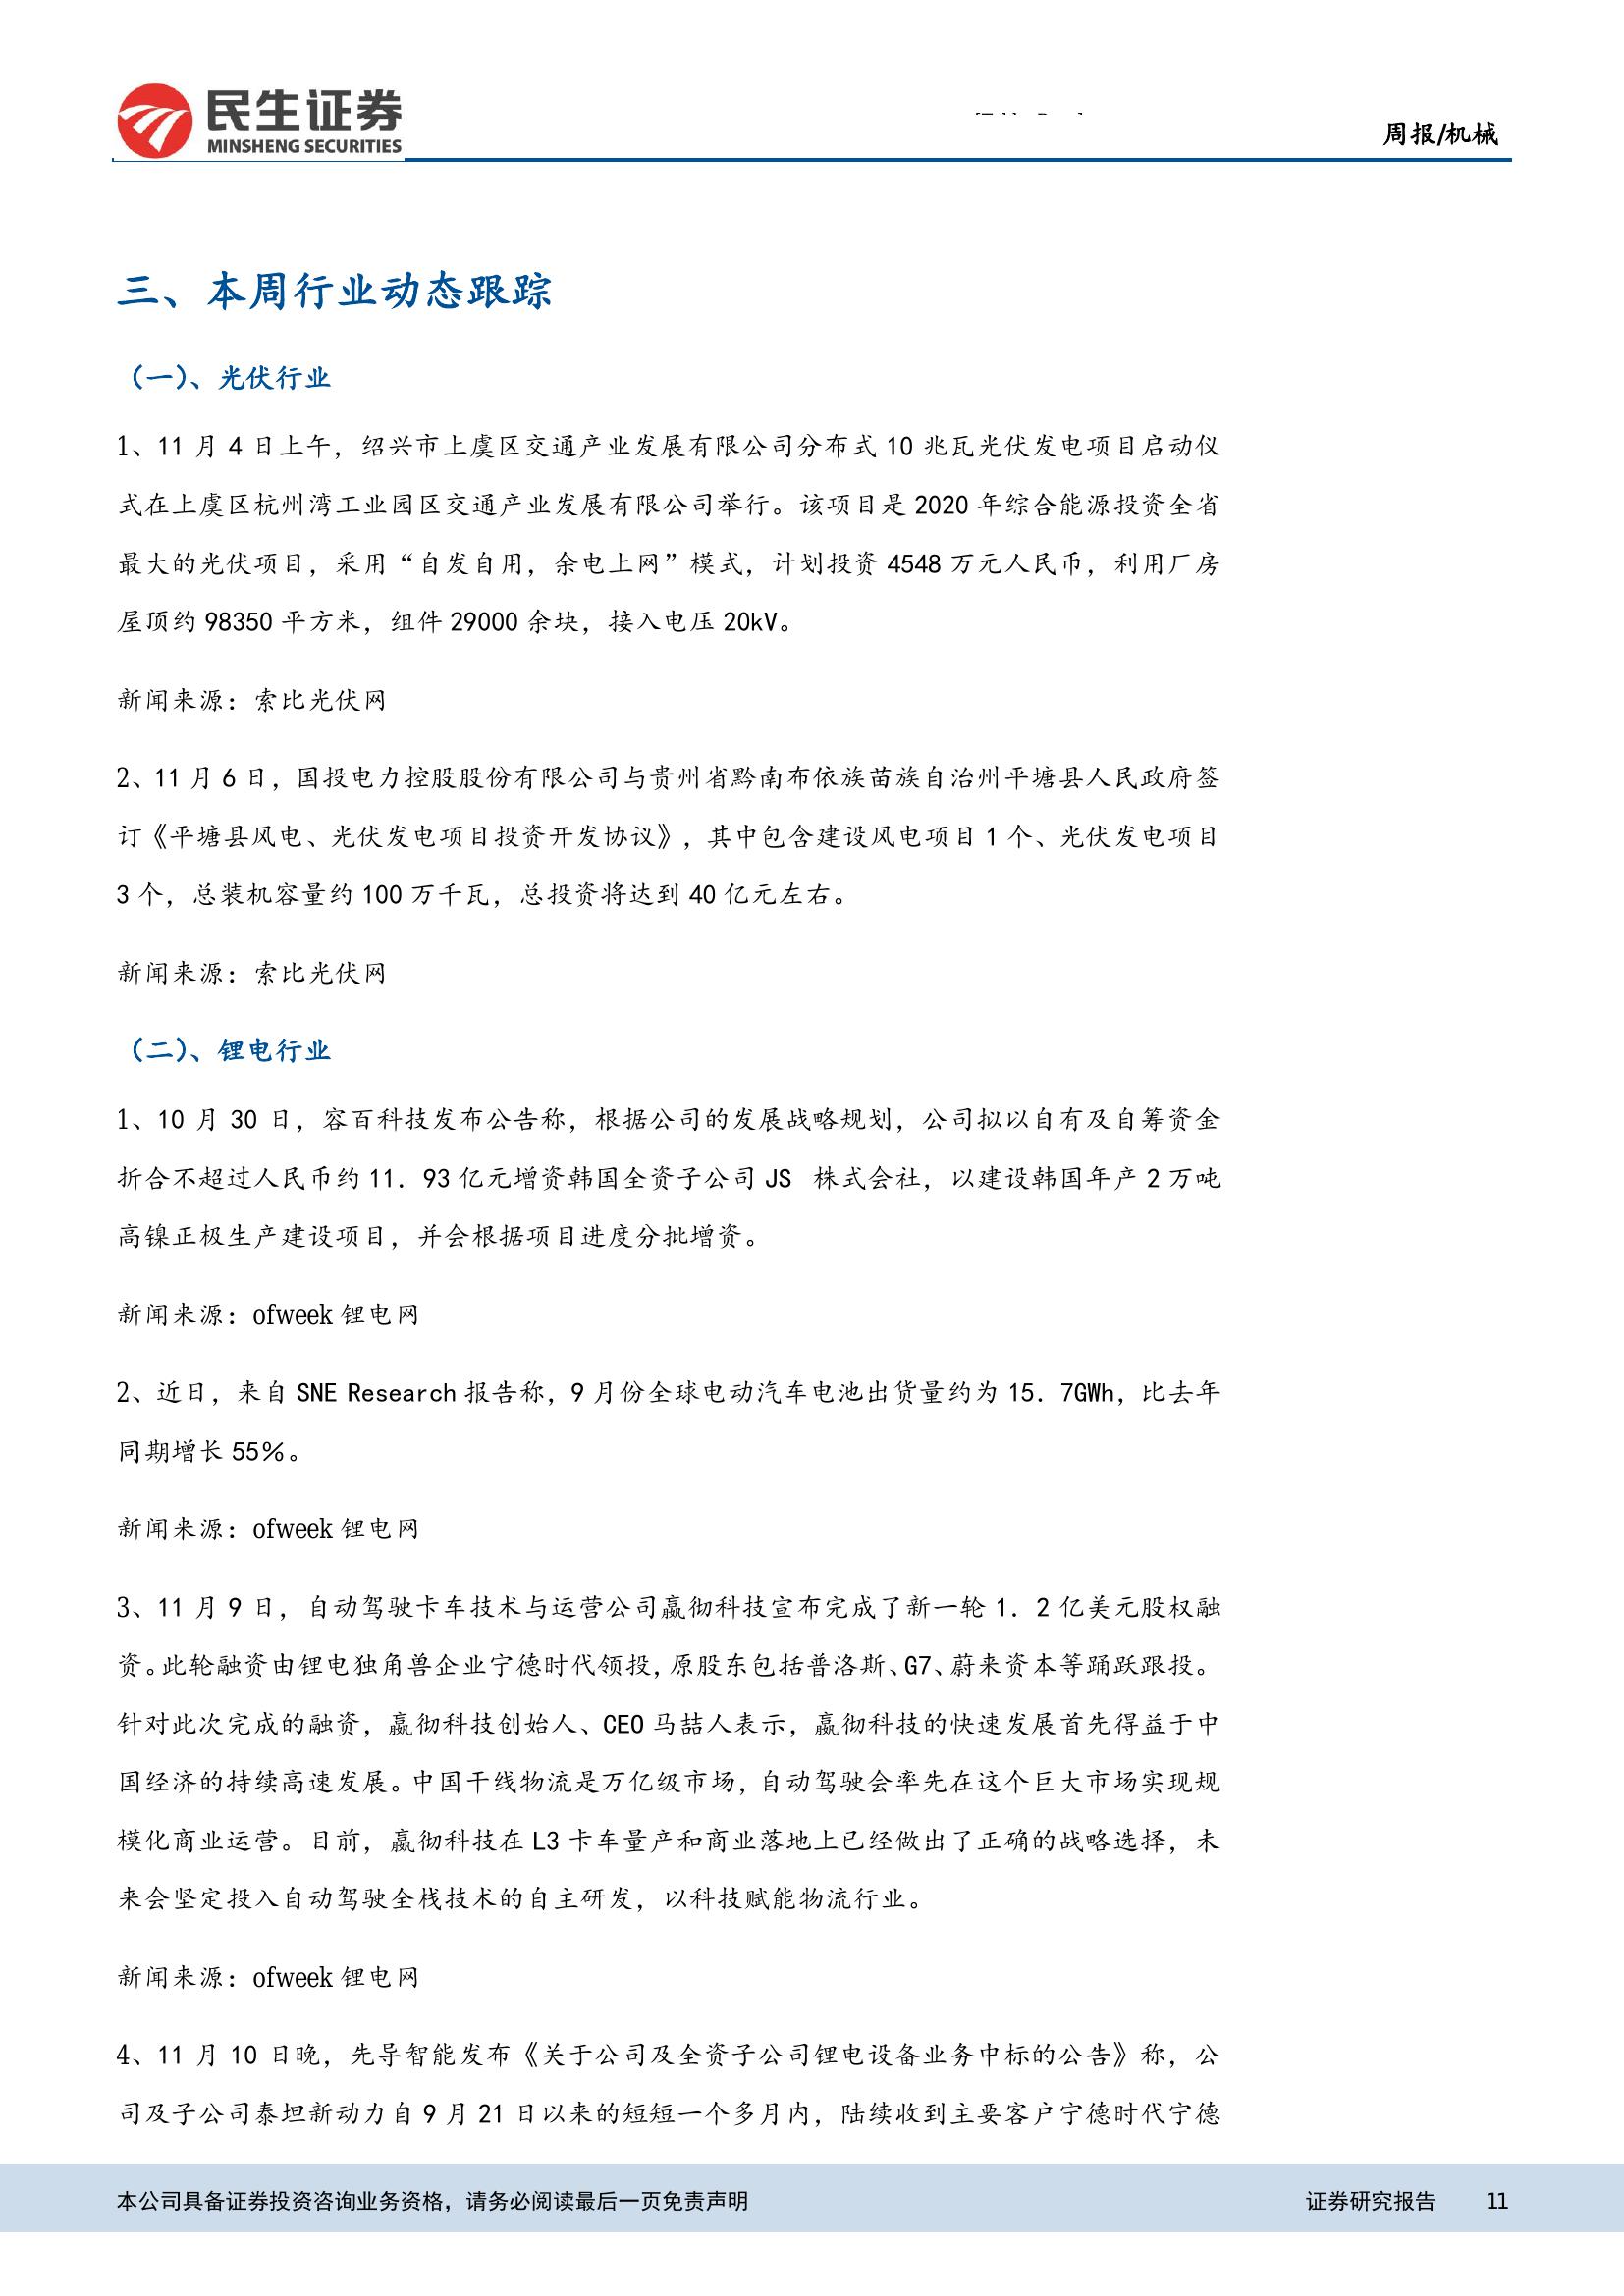 民生证券
MINSHENG SECURITIES
周报/机械
三、本周行业动态跟踪
（一）、光伏行业
1、11 月 4 日上午，绍兴市上虞区交通产业发展有限公司分布式 10 兆瓦光伏发电项目启动仪
式在上虞区杭州湾工业园区交通产业发展有限公司举行。该项目是 2020 年综合能源投资全省
最大的光伏项目，采用“自发自用，余电上网”模式，计划投资 4548 万元人民币，利用厂房
屋顶约 98350 平方米，组件 29000 余块，接入电压 20kV。
新闻来源：索比光伏网
2、11 月 6 日，国投电力控股股份有限公司与贵州省黔南布依族苗族自治州平塘县人民政府签
订《平塘县风电、光伏发电项目投资开发协议》，其中包含建设风电项目 1 个、光伏发电项目
3 个，总装机容量约 100 万千瓦，总投资将达到 40 亿元左右。
新闻来源：索比光伏网
（二）、锂电行业
1、10 月 30 日，容百科技发布公告称，根据公司的发展战略规划，公司拟以自有及自筹资金
折合不超过人民币约 11．93 亿元增资韩国全资子公司 JS 株式会社，以建设韩国年产 2 万吨
高镍正极生产建设项目，并会根据项目进度分批增资。
新闻来源：ofweek 锂电网
2、近日，来自 SNE Research 报告称，9 月份全球电动汽车电池出货量约为 15．7GWh，比去年
同期增长 55%。
新闻来源：ofweek 锂电网
3、11 月 9 日，自动驾驶卡车技术与运营公司嬴彻科技宣布完成了新一轮 1．2 亿美元股权融
资。此轮融资由锂电独角兽企业宁德时代领投，原股东包括普洛斯、G7、蔚来资本等踊跃跟投。
针对此次完成的融资，嬴彻科技创始人、CEO 马喆人表示，嬴彻科技的快速发展首先得益于中
国经济的持续高速发展。中国干线物流是万亿级市场，自动驾驶会率先在这个巨大市场实现规
模化商业运营。目前，嬴彻科技在 L3 卡车量产和商业落地上已经做出了正确的战略选择，未
来会坚定投入自动驾驶全栈技术的自主研发，以科技赋能物流行业。
新闻来源：ofweek 锂电网
4、11 月 10 日晚，先导智能发布《关于公司及全资子公司锂电设备业务中标的公告》称，公
司及子公司泰坦新动力自 9 月 21 日以来的短短一个多月内，陆续收到主要客户宁德时代宁德
本公司具备证券投资咨询业务资格，请务必阅读最后一页免责声明
证券研究报告 11